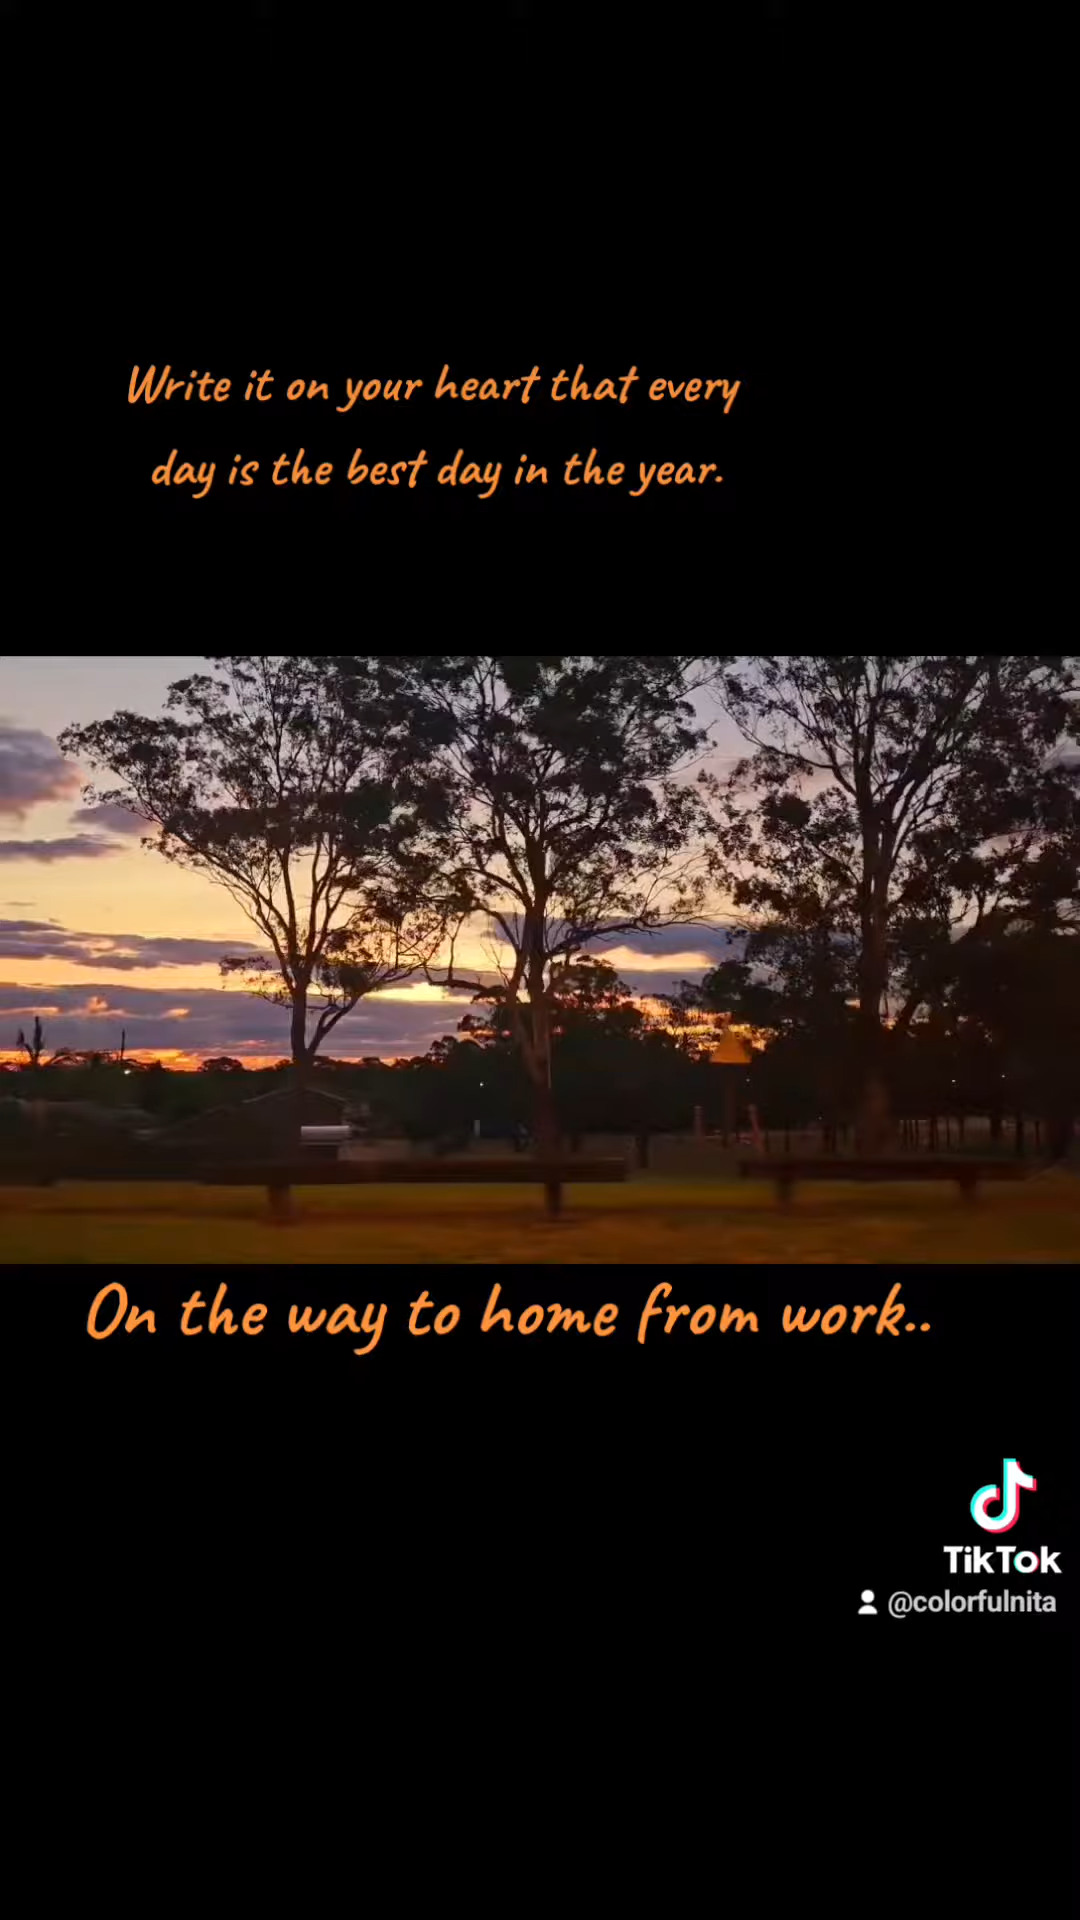 Write it on your heart that every
day is the best day in the year.
On the way to home from work..
TikTok
@colorfulnita